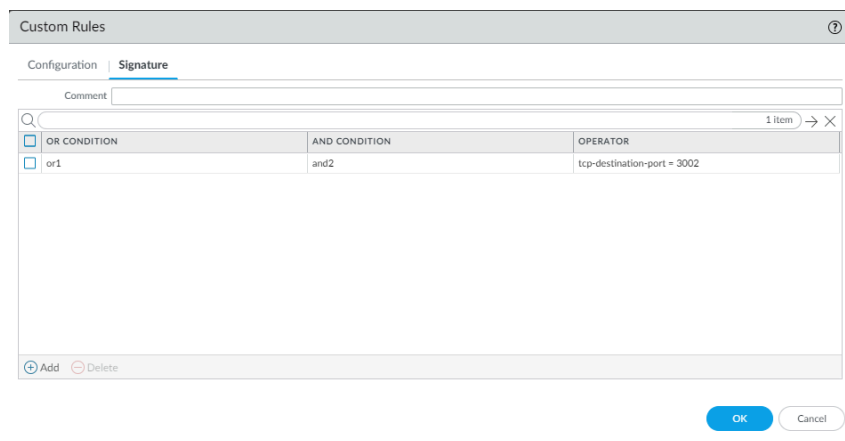 Custom Rules
Configuration | Signature
Comment
1 item
OR CONDITION AND CONDITION OPERATOR
or1 and2 tcp-destination-port = 3002
Add Delete
OK Cancel